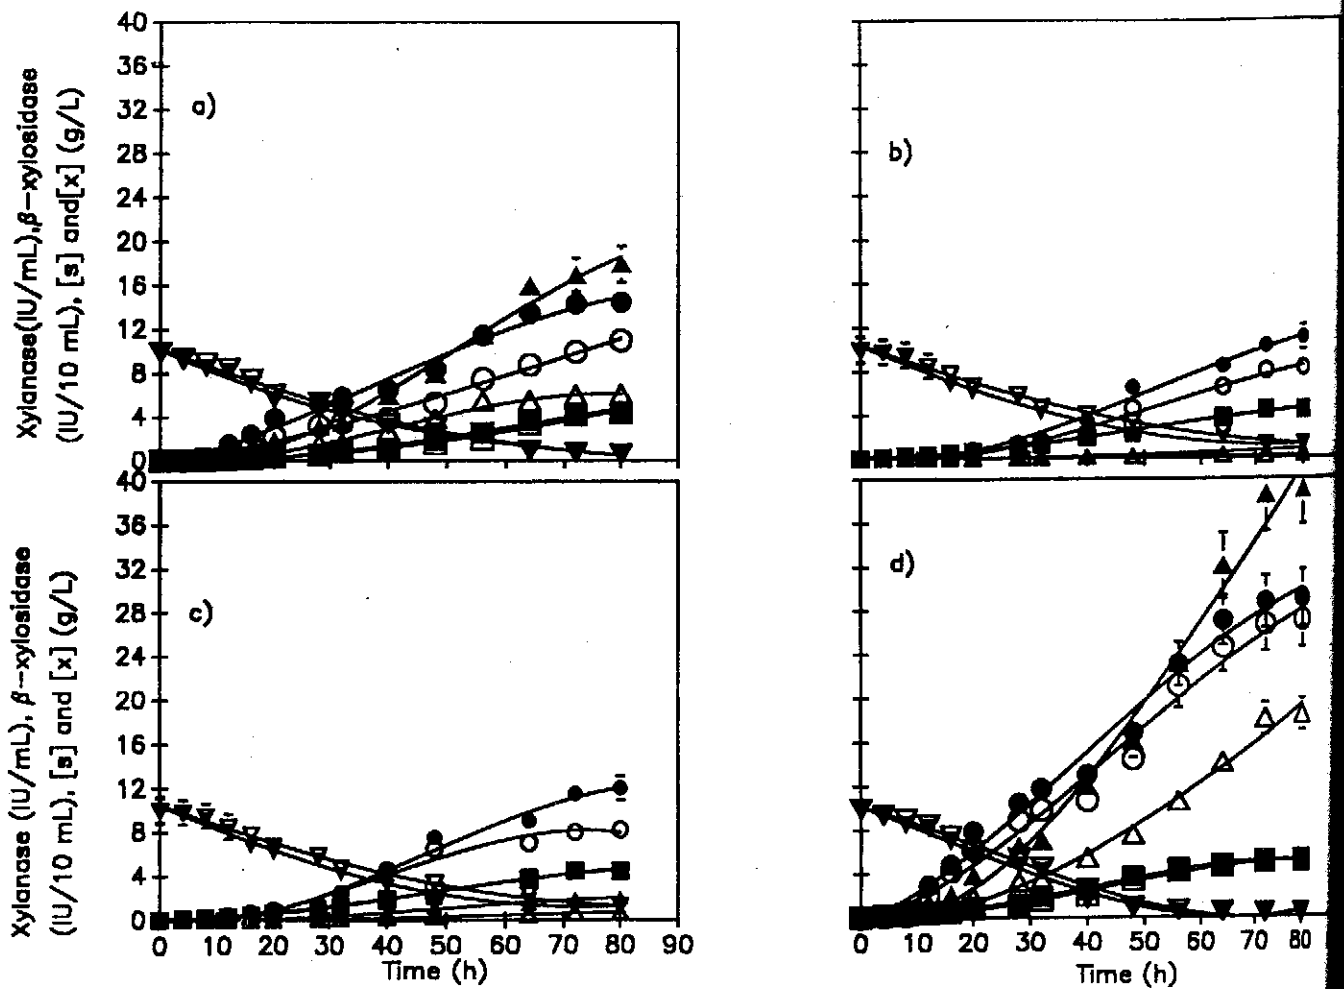 40
36
32
28
24
20
16
12
8
4
0
Xylanase(IU/mL),β-xylosidase
(IU/10 mL), [s] and[x] (g/L)
a)
b)
40
36
32
28
24
20
16
12
8
4
0
Xylanase (IU/mL), β-xylosidase
(IU/10 mL), [s] and [x] (g/L)
c)
d)
0 10 20 30 40 50 60 70 80 90
Time (h)
0 10 20 30 40 50 60 70 80
Time (h)